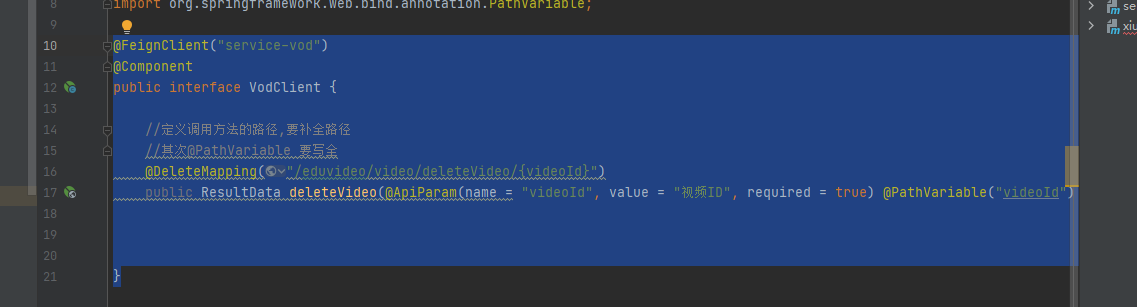 8 import org.springframework.web.bind.annotation.PathVariable;
9
10 @FeignClient("service-vod")
11 @Component
12 public interface VodClient {
13
14 //定义调用方法的路径,要补全路径
15 //其次@PathVariable 要写全
16 @DeleteMapping("/eduvideo/video/deleteVideo/{videoId}")
17 public ResultData deleteVideo(@ApiParam(name = "videoId", value = "视频ID", required = true) @PathVariable("videoId")
18
19
20
21 }
se
xiu